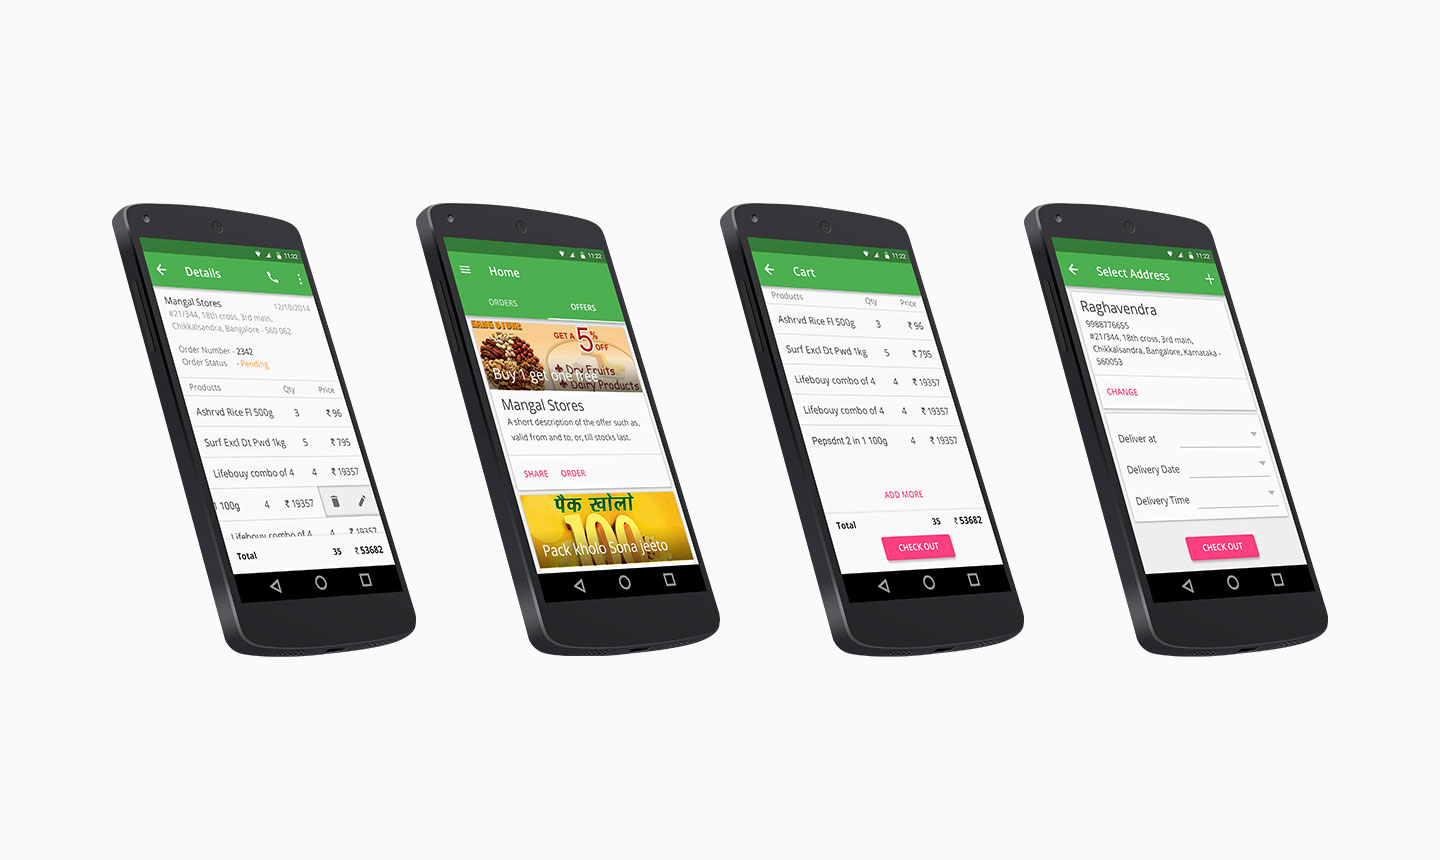 11:22
Details
Mangal Stores 12/10/2014
#21/344, 18th cross, 3rd main,
Chikkalsandra, Bangalore - 560 062
Order Number - 2342
Order Status - Pending
Products Qty Price
Ashrvd Rice Fl 500g 3 ₹ 96
Surf Excl Dt Pwd 1kg 5 ₹ 795
Lifebouy combo of 4 4 ₹ 19357
100g 4 ₹ 19357
Lifebouy combo of 4 4 ₹ 19357
Total 35 ₹ 53682
11:22
Home
ORDERS OFFERS
STORE
GET A 5% OFF
Dry Fruits
Dairy Products
Buy 1 get one free
Mangal Stores
A short description of the offer such as,
valid from and to, or, till stocks last.
SHARE ORDER
पैक खोलो
100
Pack kholo Sona jeeto
11:22
Cart
Products Qty Price
Ashrvd Rice Fl 500g 3 ₹ 96
Surf Excl Dt Pwd 1kg 5 ₹ 795
Lifebouy combo of 4 4 ₹ 19357
Lifebouy combo of 4 4 ₹ 19357
Pepsdnt 2 in 1 100g 4 ₹ 19357
ADD MORE
Total 35 ₹ 53682
CHECK OUT
11:22
Select Address
Raghavendra
9988776655
#21/344, 18th cross, 3rd main,
Chikkalsandra, Bangalore, Karnataka -
560053
CHANGE
Deliver at
Delivery Date
Delivery Time
CHECK OUT